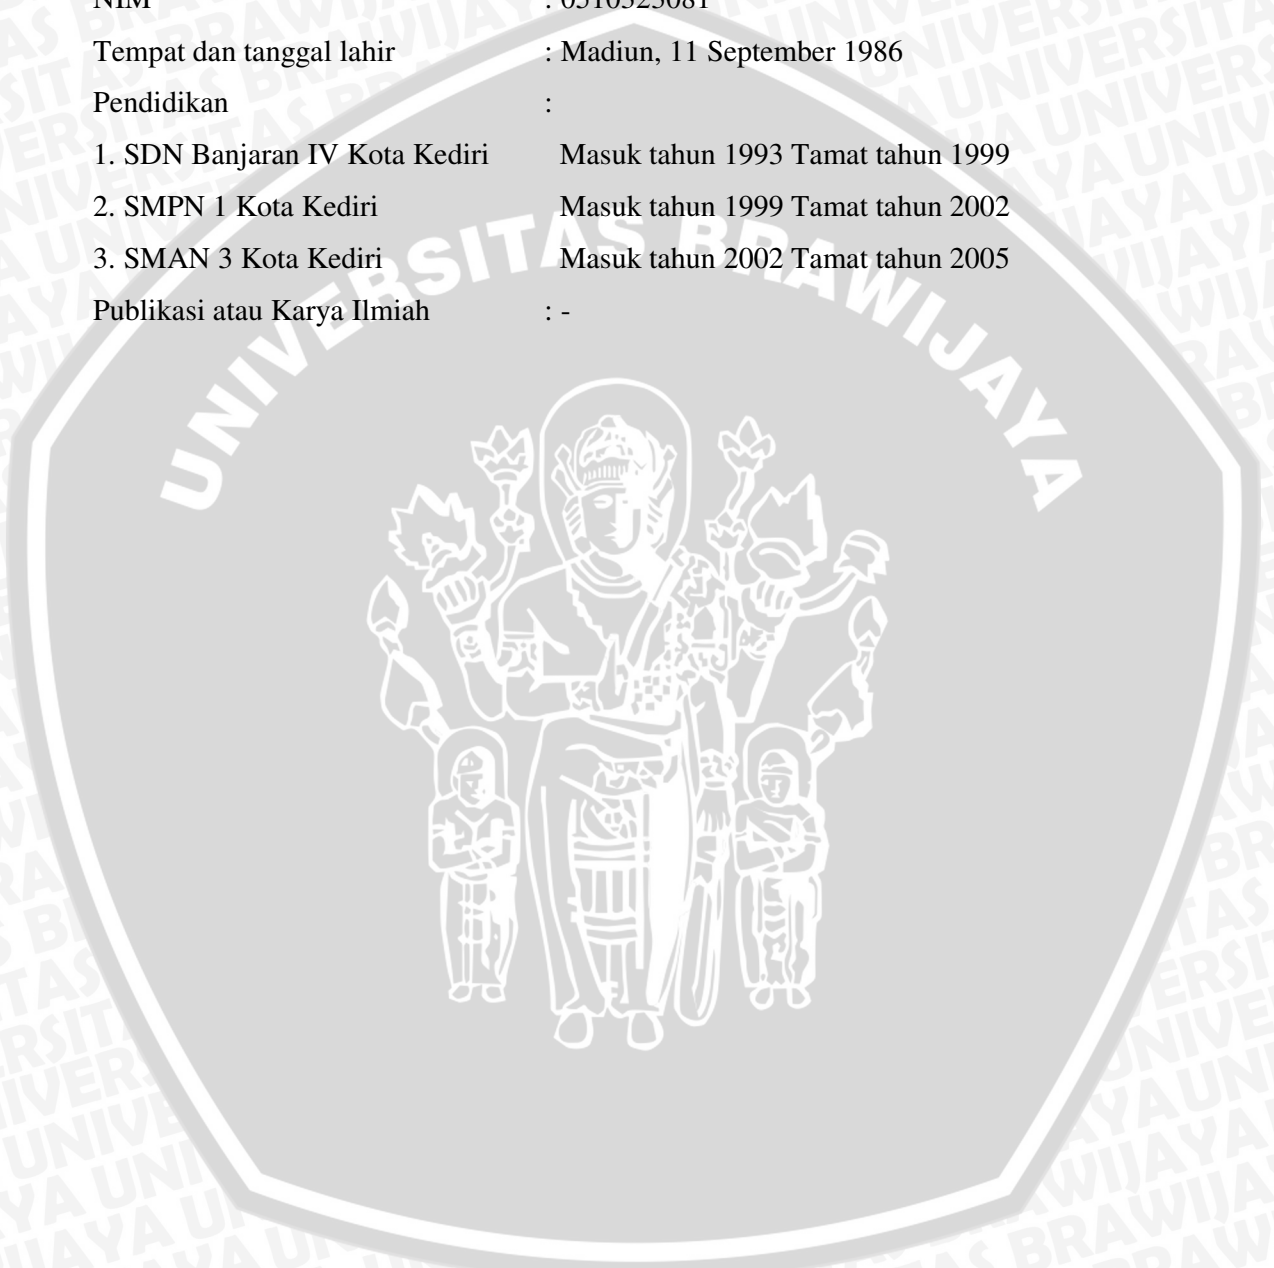 NIM : 0510323081
Tempat dan tanggal lahir : Madiun, 11 September 1986
Pendidikan :
1. SDN Banjaran IV Kota Kediri Masuk tahun 1993 Tamat tahun 1999
2. SMPN 1 Kota Kediri Masuk tahun 1999 Tamat tahun 2002
3. SMAN 3 Kota Kediri Masuk tahun 2002 Tamat tahun 2005
Publikasi atau Karya Ilmiah : -
UNIVERSITAS BRAWIJAYA